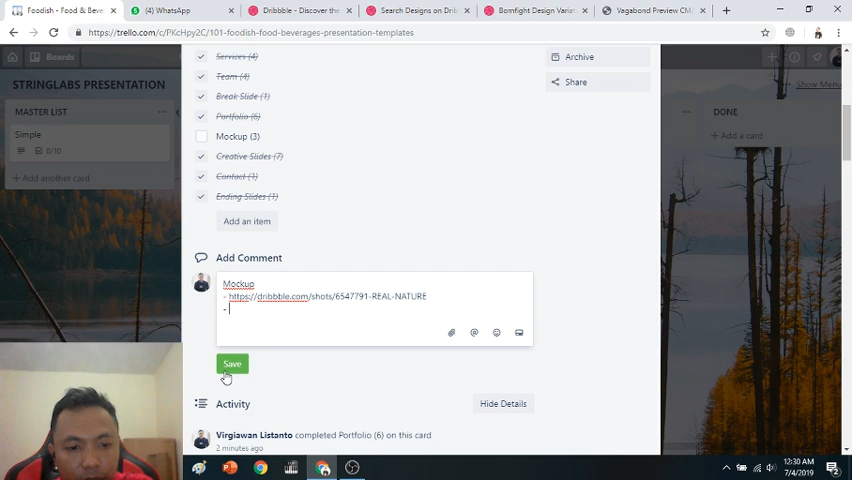 Foodish - Food & Beve
(4) WhatsApp
Dribbble - Discover the
Search Designs on Drib
Bomfight Design Variat
Vagabond Preview CM
https://trello.com/c/PKcHpy2C/101-foodish-food-beverages-presentation-templates
Boards
STRINGLABS PRESENTATION
Show Menu
MASTER LIST
Simple
0/10
+ Add another card
DONE
+ Add a card
Services (4)
Team (4)
Break Slide (1)
Portfolio (6)
Mockup (3)
Creative Slides (7)
Contact (1)
Ending Slides (1)
Add an item
Archive
Share
Add Comment
Mockup
- https://dribbble.com/shots/6547791-REAL-NATURE
-
Save
Activity
Hide Details
Virgiawan Listanto completed Portfolio (6) on this card
2 minutes ago
12:30 AM
7/4/2019
2